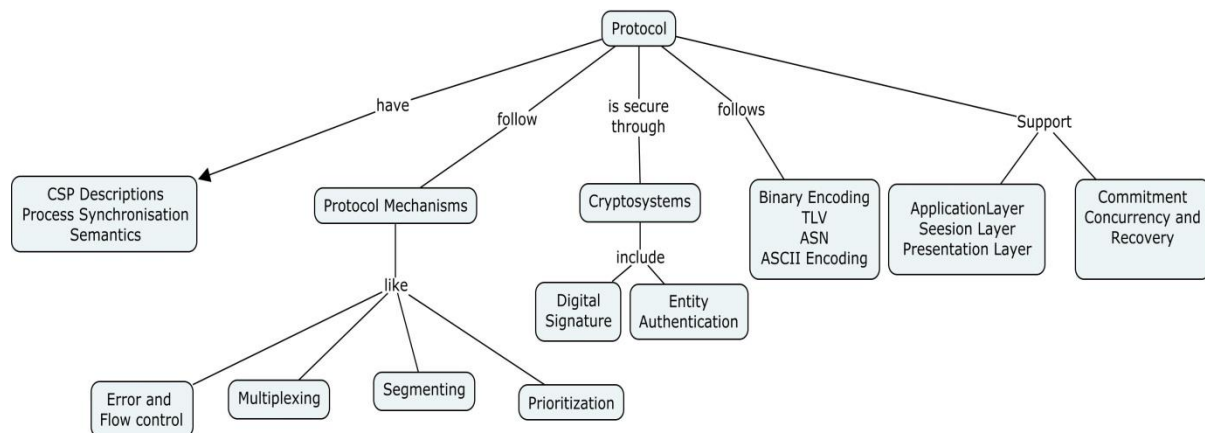 Protocol
have
follow
is secure
through
follows
Support
CSP Descriptions
Process Synchronisation
Semantics
Protocol Mechanisms
Cryptosystems
Binary Encoding
TLV
ASN
ASCII Encoding
ApplicationLayer
Seesion Layer
Presentation Layer
Commitment
Concurrency and
Recovery
like
include
Digital
Signature
Entity
Authentication
Error and
Flow control
Multiplexing
Segmenting
Prioritization